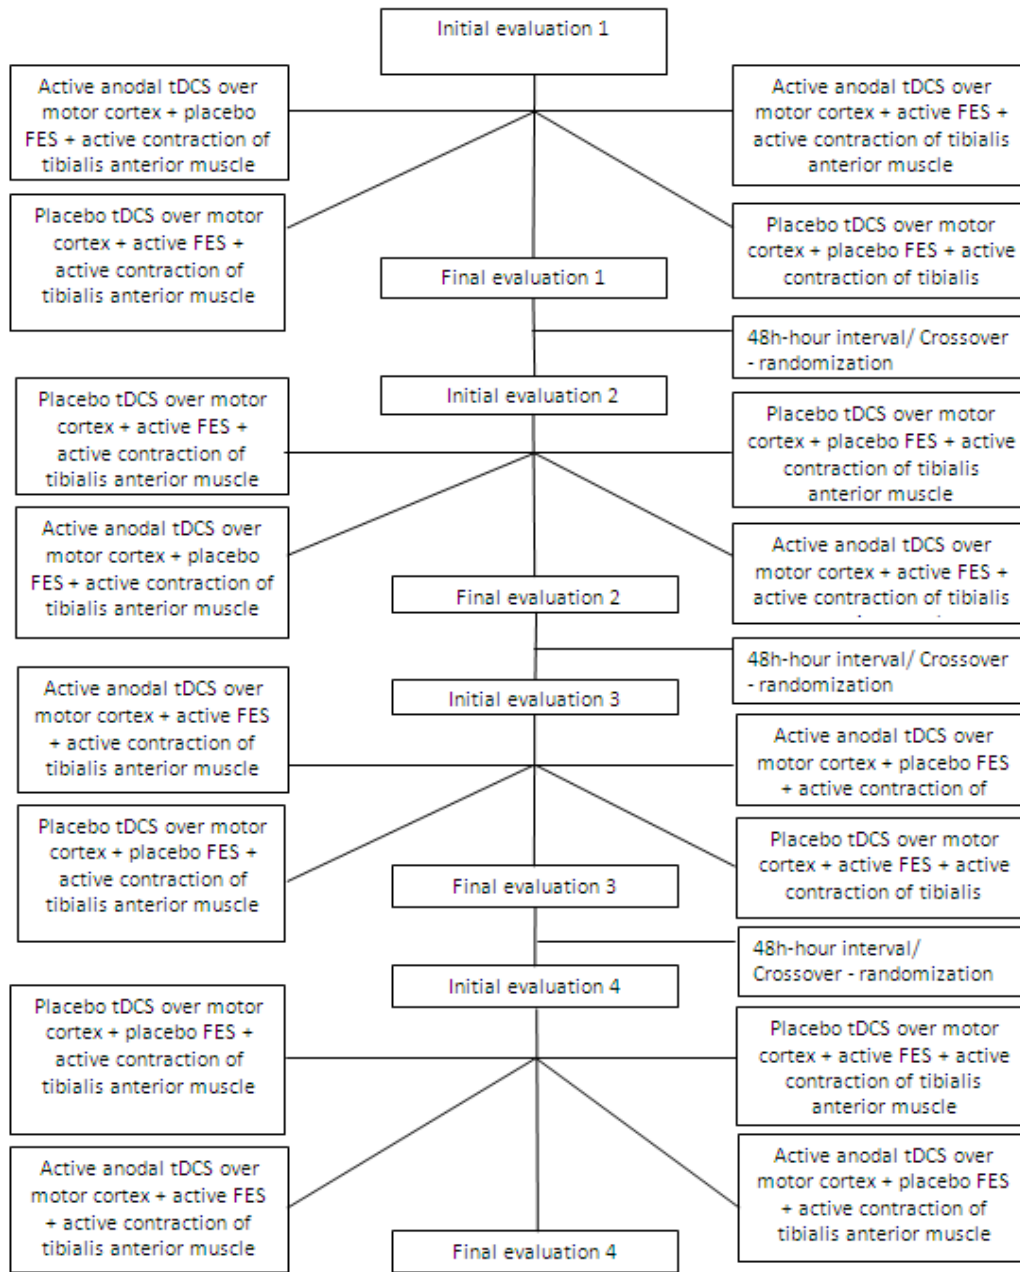 Initial evaluation 1
Active anodal tDCS over
motor cortex + placebo
FES + active contraction of
tibialis anterior muscle
Active anodal tDCS over
motor cortex + active FES +
active contraction of tibialis
anterior muscle
Placebo tDCS over motor
cortex + active FES +
active contraction of
tibialis anterior muscle
Placebo tDCS over motor
cortex + placebo FES + active
contraction of tibialis
Final evaluation 1
48h-hour interval/ Crossover
- randomization
Initial evaluation 2
Placebo tDCS over motor
cortex + active FES +
active contraction of
tibialis anterior muscle
Placebo tDCS over motor
cortex + placebo FES + active
contraction of tibialis
anterior muscle
Active anodal tDCS over
motor cortex + placebo
FES + active contraction of
tibialis anterior muscle
Active anodal tDCS over
motor cortex + active FES +
active contraction of tibialis
Final evaluation 2
48h-hour interval/ Crossover
- randomization
Initial evaluation 3
Active anodal tDCS over
motor cortex + active FES
+ active contraction of
tibialis anterior muscle
Active anodal tDCS over
motor cortex + placebo FES
+ active contraction of
Placebo tDCS over motor
cortex + placebo FES +
active contraction of
tibialis anterior muscle
Placebo tDCS over motor
cortex + active FES + active
contraction of tibialis
Final evaluation 3
48h-hour interval/
Crossover - randomization
Initial evaluation 4
Placebo tDCS over motor
cortex + placebo FES +
active contraction of
tibialis anterior muscle
Placebo tDCS over motor
cortex + active FES + active
contraction of tibialis
anterior muscle
Active anodal tDCS over
motor cortex + active FES
+ active contraction of
tibialis anterior muscle
Active anodal tDCS over
motor cortex + placebo FES
+ active contraction of
tibialis anterior muscle
Final evaluation 4